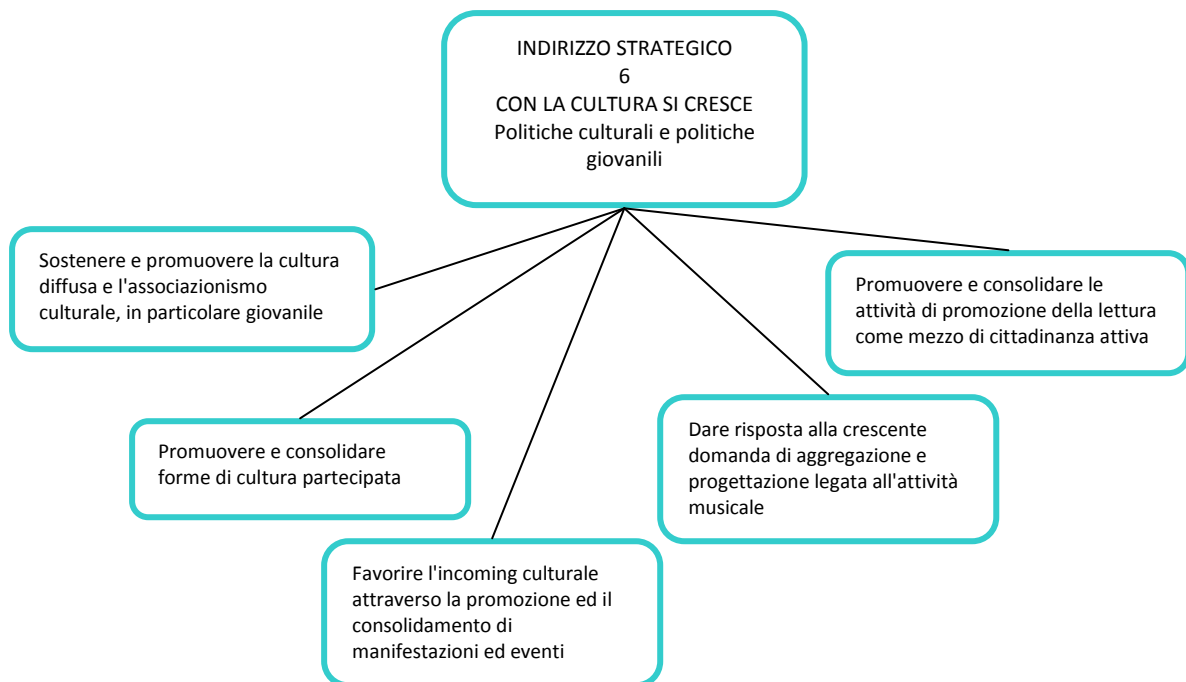 INDIRIZZO STRATEGICO
6
CON LA CULTURA SI CRESCE
Politiche culturali e politiche
giovanili
Sostenere e promuovere la cultura
diffusa e l'associazionismo
culturale, in particolare giovanile
Promuovere e consolidare le
attività di promozione della lettura
come mezzo di cittadinanza attiva
Promuovere e consolidare
forme di cultura partecipata
Dare risposta alla crescente
domanda di aggregazione e
progettazione legata all'attività
musicale
Favorire l'incoming culturale
attraverso la promozione ed il
consolidamento di
manifestazioni ed eventi